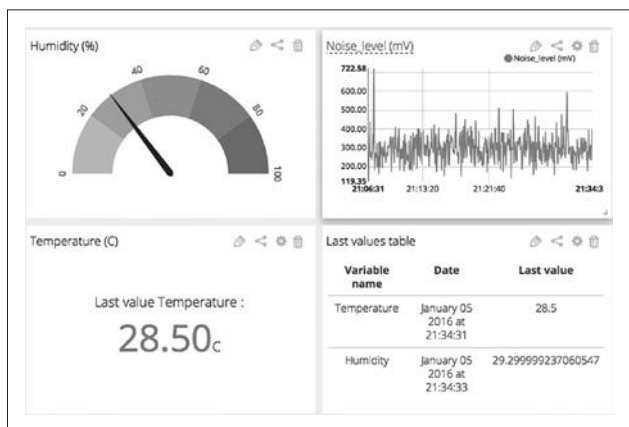 Humidity (%)
0
20
40
60
80
100
Noise_level (mV)
Noise_level (mV)
722.58
600.00
500.00
400.00
300.00
200.00
119.35
21:06:31
21:13:20
21:21:40
21:34:3
Temperature (C)
Last value Temperature :
28.50c
Last values table
Variable name
Date
Last value
Temperature
January 05
2016 at
21:34:31
28.5
Humidity
January 05
2016 at
21:34:33
29.299999237060547